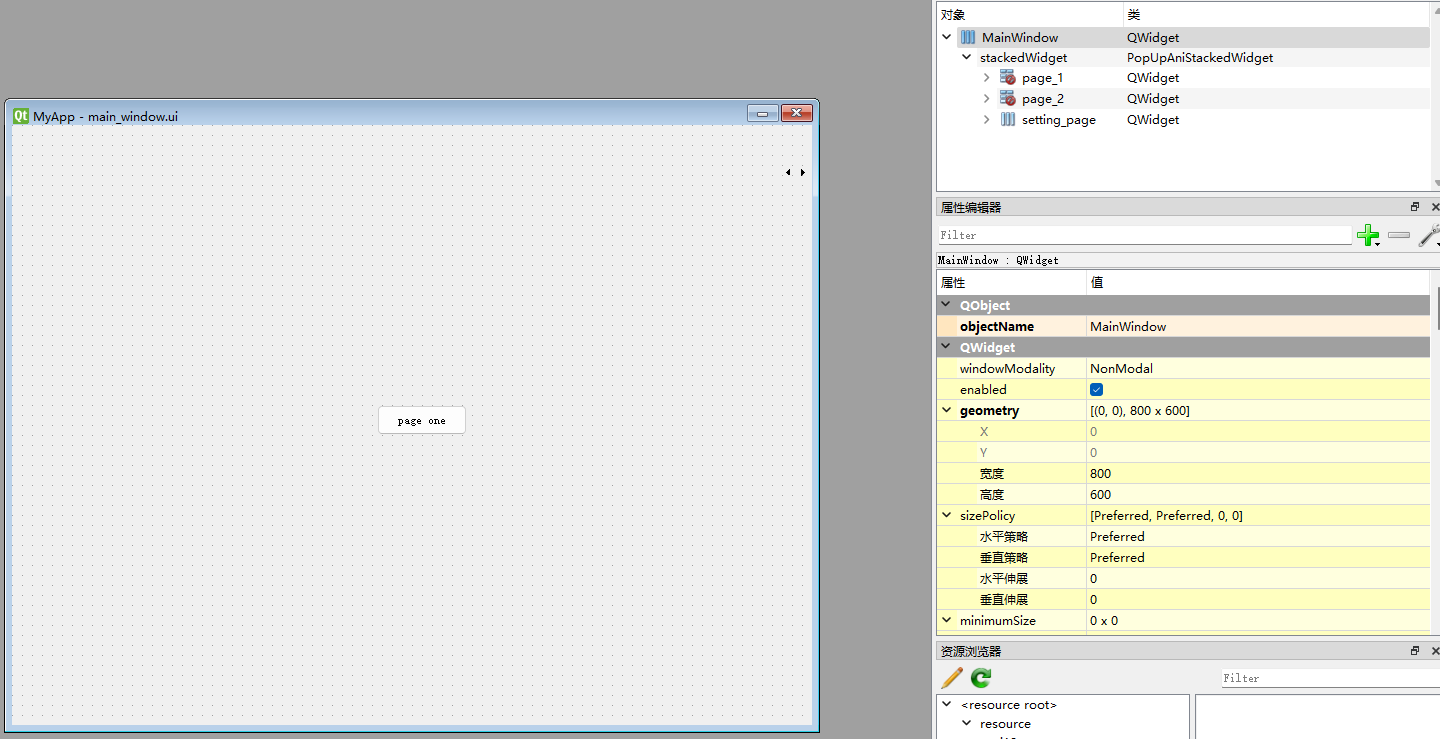 Qt MyApp - main_window.ui
page one
对象 类
MainWindow QWidget
stackedWidget PopUpAniStackedWidget
page_1 QWidget
page_2 QWidget
setting_page QWidget
属性编辑器
Filter
MainWindow : QWidget
属性 值
QObject
objectName MainWindow
QWidget
windowModality NonModal
enabled
geometry [(0, 0), 800 x 600]
X 0
Y 0
宽度 800
高度 600
sizePolicy [Preferred, Preferred, 0, 0]
水平策略 Preferred
垂直策略 Preferred
水平伸展 0
垂直伸展 0
minimumSize 0 x 0
资源浏览器
Filter
<resource root>
resource